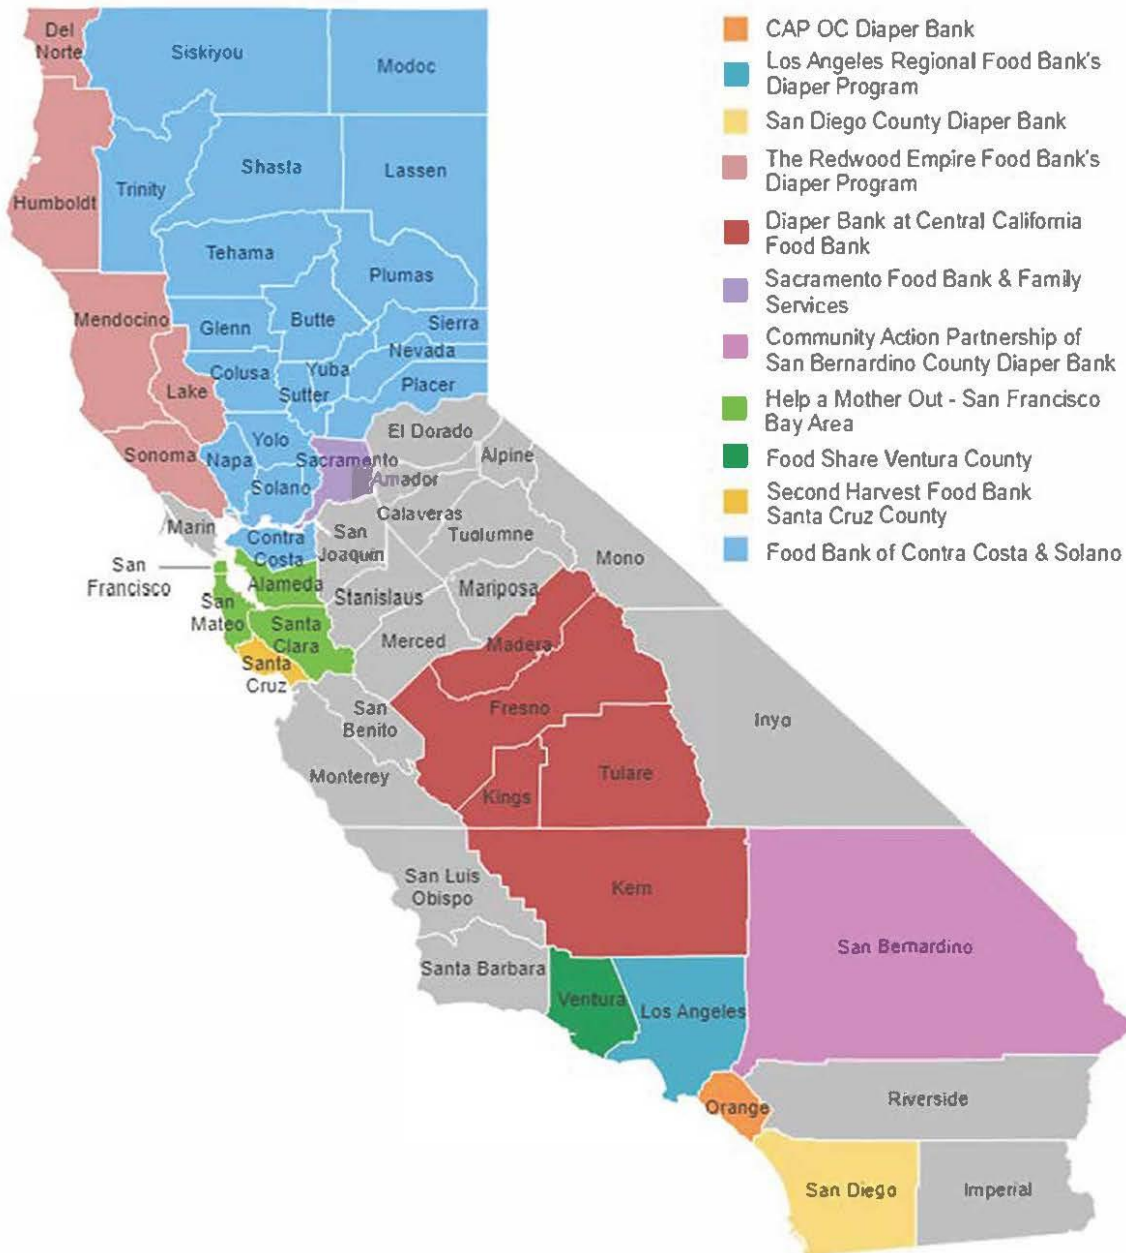 CAP OC Diaper Bank
Los Angeles Regional Food Bank's
Diaper Program
San Diego County Diaper Bank
The Redwood Empire Food Bank's
Diaper Program
Diaper Bank at Central California
Food Bank
Sacramento Food Bank & Family
Services
Community Action Partnership of
San Bernardino County Diaper Bank
Help a Mother Out - San Francisco
Bay Area
Food Share Ventura County
Second Harvest Food Bank
Santa Cruz County
Food Bank of Contra Costa & Solano
Del
Norte
Siskiyou
Modoc
Humboldt
Trinity
Shasta
Lassen
Tehama
Plumas
Mendocino
Glenn
Butte
Sierra
Nevada
Lake
Colusa
Yuba
Sutter
Placer
Sonoma
Napa
Yolo
Solano
Sacramento
El Dorado
Alpine
Amador
Marin
Calaveras
Contra
Costa
San
Joaquin
Tuolumne
Mono
San
Francisco
Alameda
Stanislaus
Mariposa
San
Mateo
Santa
Clara
Merced
Madera
Santa
Cruz
San
Benito
Fresno
Inyo
Monterey
Kings
Tulare
San Luis
Obispo
Kern
San Bernardino
Santa Barbara
Ventura
Los Angeles
Orange
Riverside
San Diego
Imperial